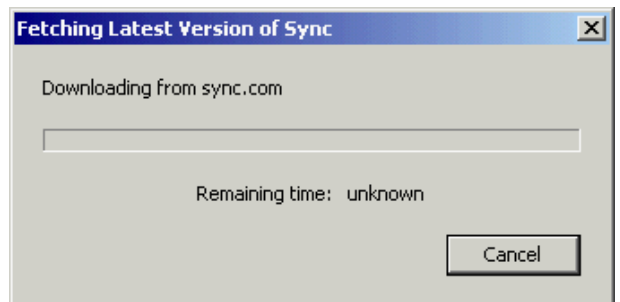 Fetching Latest Version of Sync
Downloading from sync.com
Remaining time: unknown
Cancel